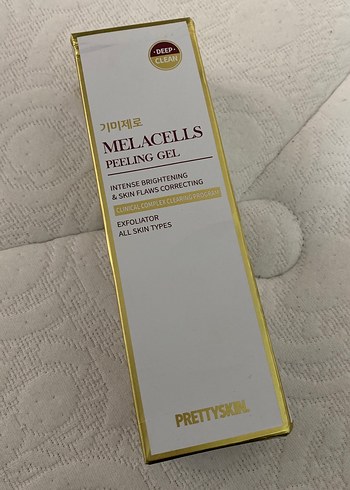 · DEEP ·
CLEAN
기미제로
MELACELLS
PEELING GEL
INTENSE BRIGHTENING
& SKIN FLAWS CORRECTING
CLINICAL COMPLEX CLEARING PROGRAM
EXFOLIATOR
ALL SKIN TYPES
PRETTYSKIN.